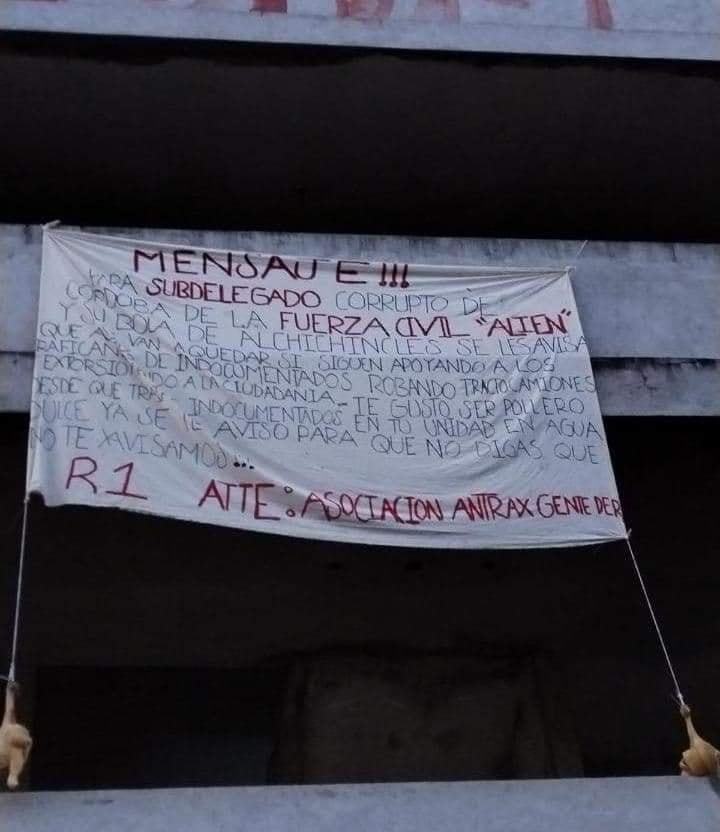 MENSAJE!!!
PARA SUBDELEGADO CORRUPTO DE
CORDOBA DE LA FUERZA CIVIL "ALIEN"
Y SU BOLA DE ALCHICHINCLES SE LES AVISA
QUE VAN A QUEDAR SI SIGUEN APOYANDO A LOS
DE INDOCUMENTADOS ROBANDO TRACTOCAMIONES
A LA CIUDADANIA - TE GUSTO SER POLLERO
DESDE QUE INDOCUMENTADOS EN TU UNIDAD EN AGUA
DULCE YA SE TE AVISO PARA QUE NO DIGAS QUE
NO TE XAVISAMOS...
R1 ATTE: ASOCIACION ANTRAX GENTE DE R